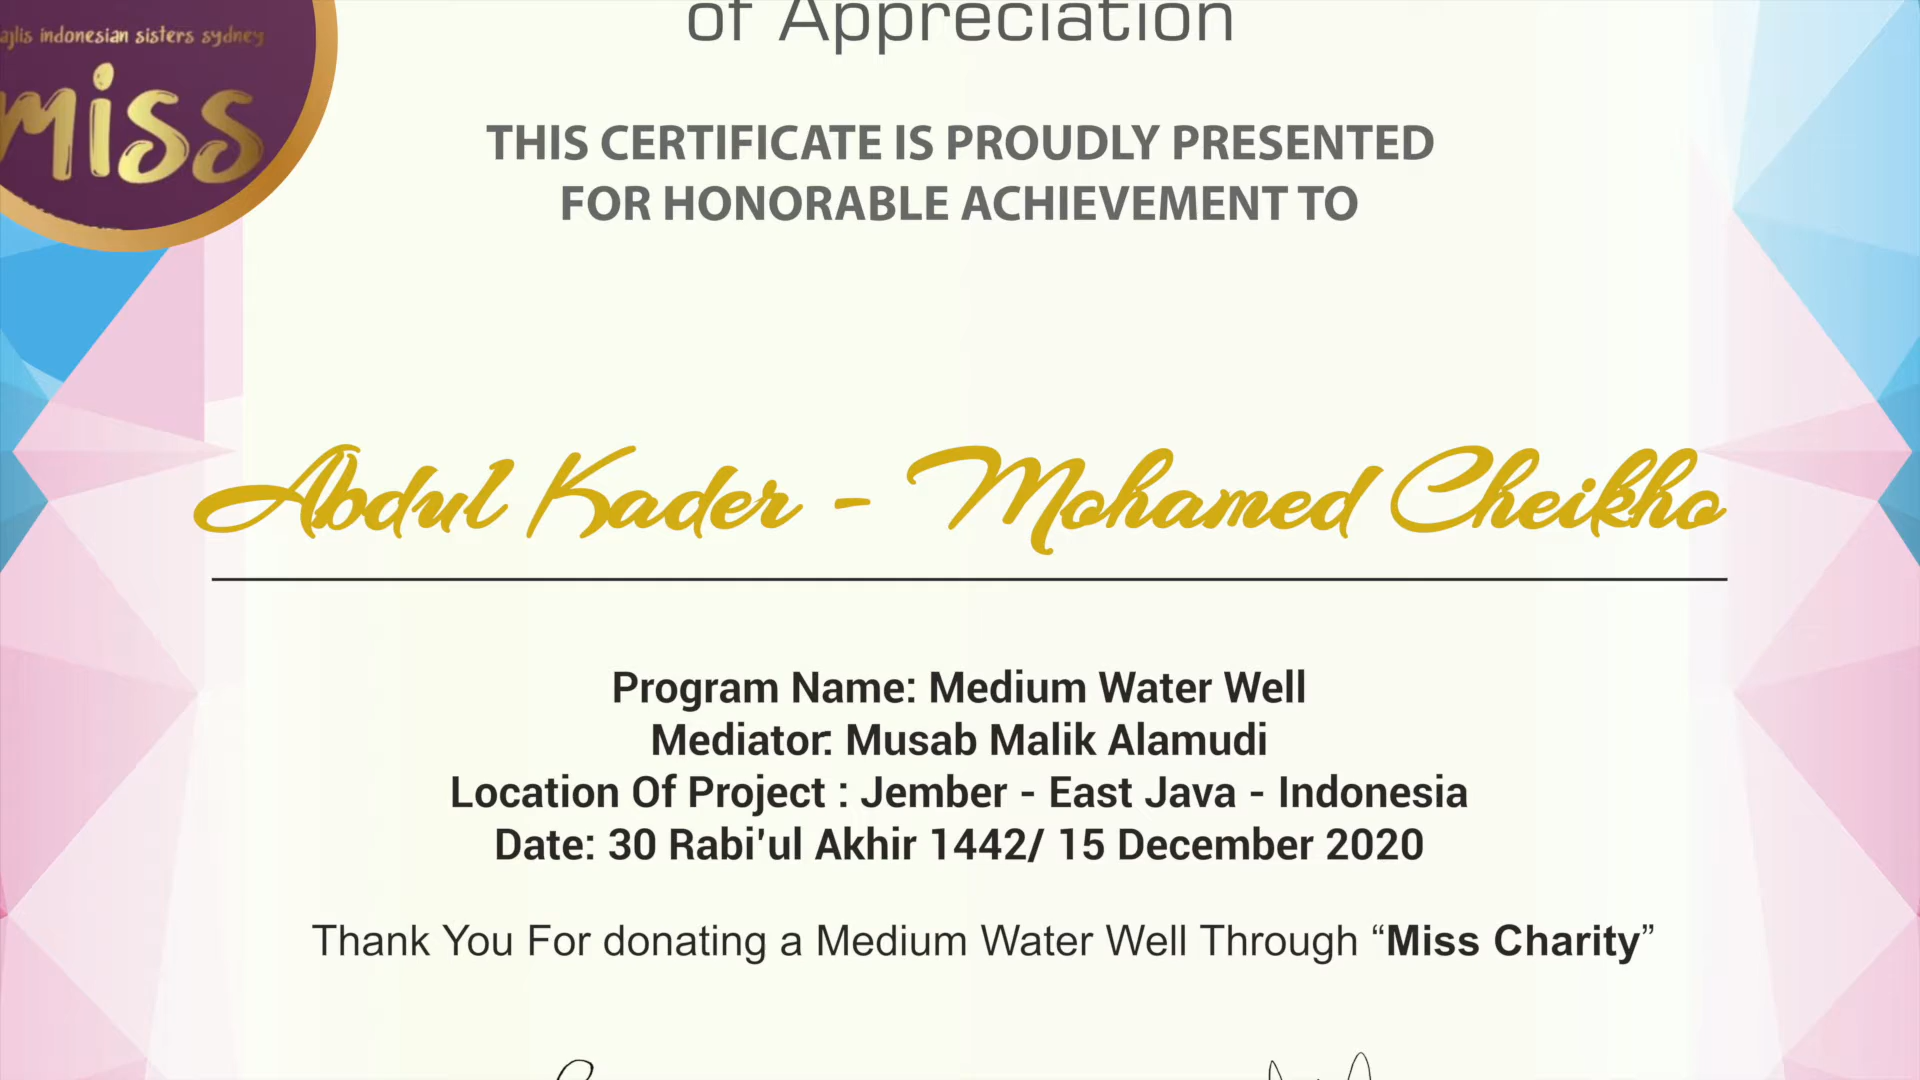 of Appreciation
indonesian sisters sydney
miss
THIS CERTIFICATE IS PROUDLY PRESENTED
FOR HONORABLE ACHIEVEMENT TO
Abdul Kader - Mohamed Cheikho
Program Name: Medium Water Well
Mediator: Musab Malik Alamudi
Location Of Project : Jember - East Java - Indonesia
Date: 30 Rabi'ul Akhir 1442/ 15 December 2020
Thank You For donating a Medium Water Well Through “Miss Charity”